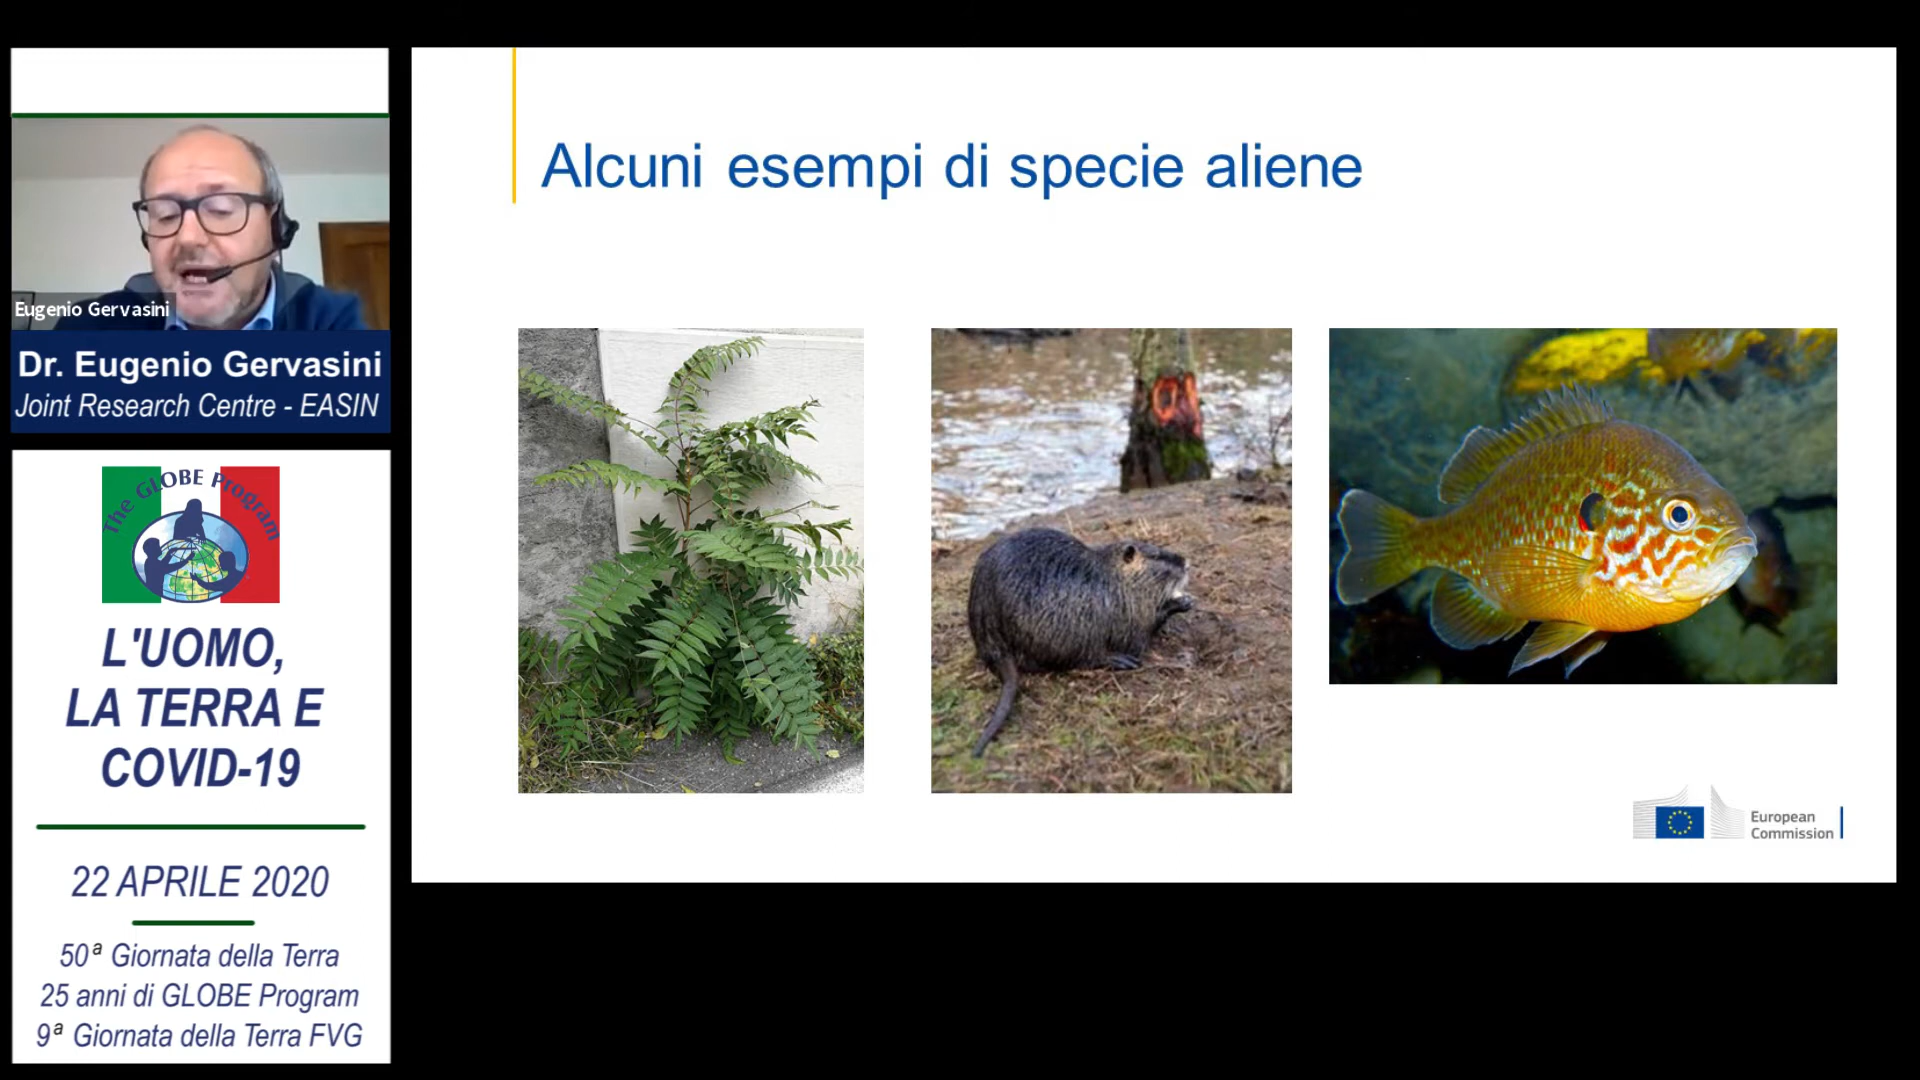 Eugenio Gervasini
Dr. Eugenio Gervasini
Joint Research Centre - EASIN
The GLOBE Program
L'UOMO,
LA TERRA E
COVID-19
22 APRILE 2020
50ª Giornata della Terra
25 anni di GLOBE Program
9ª Giornata della Terra FVG
Alcuni esempi di specie aliene
European
Commission